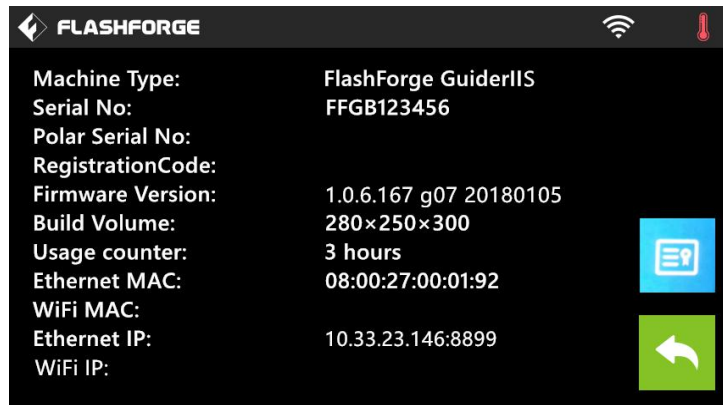 FLASHFORGE
Machine Type: FlashForge GuiderIIS
Serial No: FFGB123456
Polar Serial No:
RegistrationCode:
Firmware Version: 1.0.6.167 g07 20180105
Build Volume: 280×250×300
Usage counter: 3 hours
Ethernet MAC: 08:00:27:00:01:92
WiFi MAC:
Ethernet IP: 10.33.23.146:8899
WiFi IP: